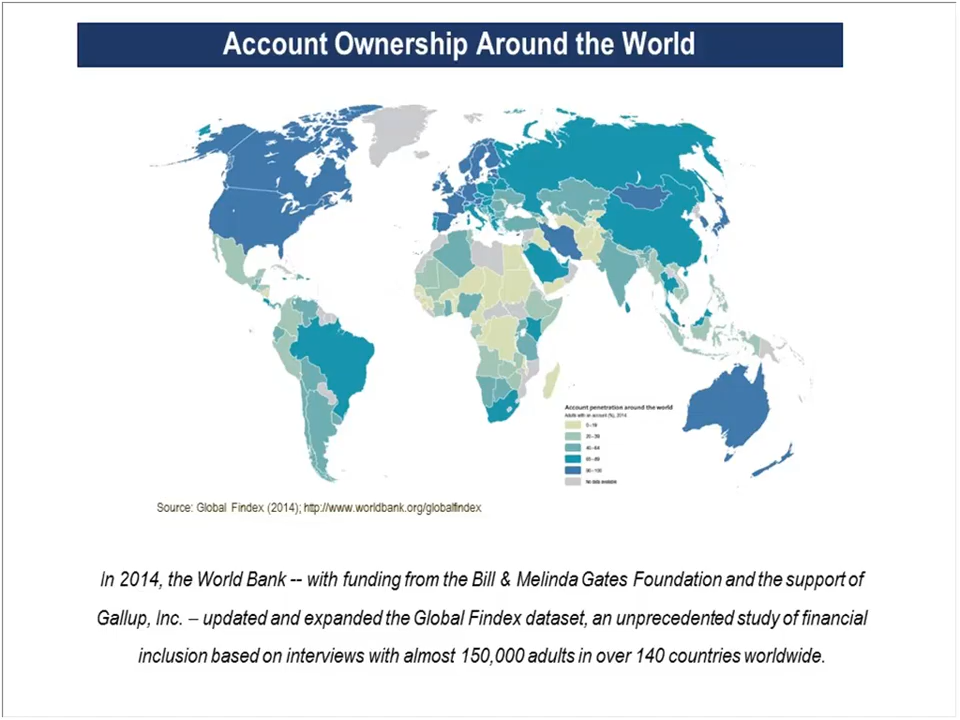 Account Ownership Around the World
Account penetration around the world
Adults with an account (%), 2014
0–19
20–39
40–64
65–89
90–100
No data available
Source: Global Findex (2014); http://www.worldbank.org/globalfindex
In 2014, the World Bank -- with funding from the Bill & Melinda Gates Foundation and the support of
Gallup, Inc. – updated and expanded the Global Findex dataset, an unprecedented study of financial
inclusion based on interviews with almost 150,000 adults in over 140 countries worldwide.